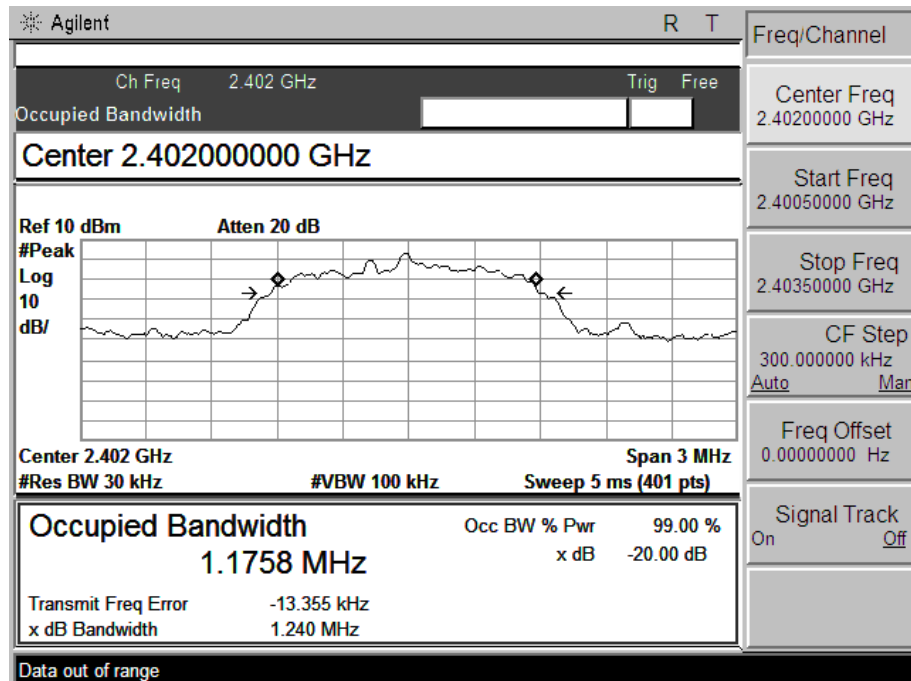 Agilent R T
Ch Freq 2.402 GHz Trig Free
Occupied Bandwidth
Center 2.402000000 GHz
Ref 10 dBm Atten 20 dB
#Peak
Log
10
dB/
Center 2.402 GHz Span 3 MHz
#Res BW 30 kHz #VBW 100 kHz Sweep 5 ms (401 pts)
Occupied Bandwidth Occ BW % Pwr 99.00 %
1.1758 MHz x dB -20.00 dB
Transmit Freq Error -13.355 kHz
x dB Bandwidth 1.240 MHz
Data out of range
Freq/Channel
Center Freq
2.40200000 GHz
Start Freq
2.40050000 GHz
Stop Freq
2.40350000 GHz
CF Step
300.000000 kHz
Auto Man
Freq Offset
0.00000000 Hz
Signal Track
On Off